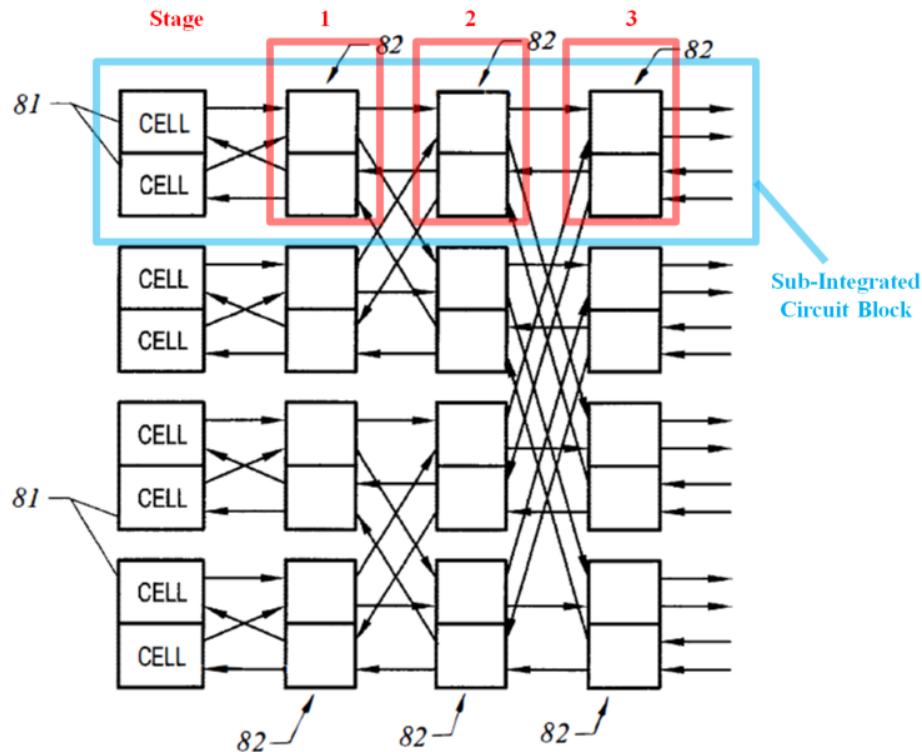 Stage 1 2 3
82 82 82
81
CELL
CELL
CELL
CELL
Sub-Integrated
Circuit Block
CELL
CELL
81
CELL
CELL
82 82 82